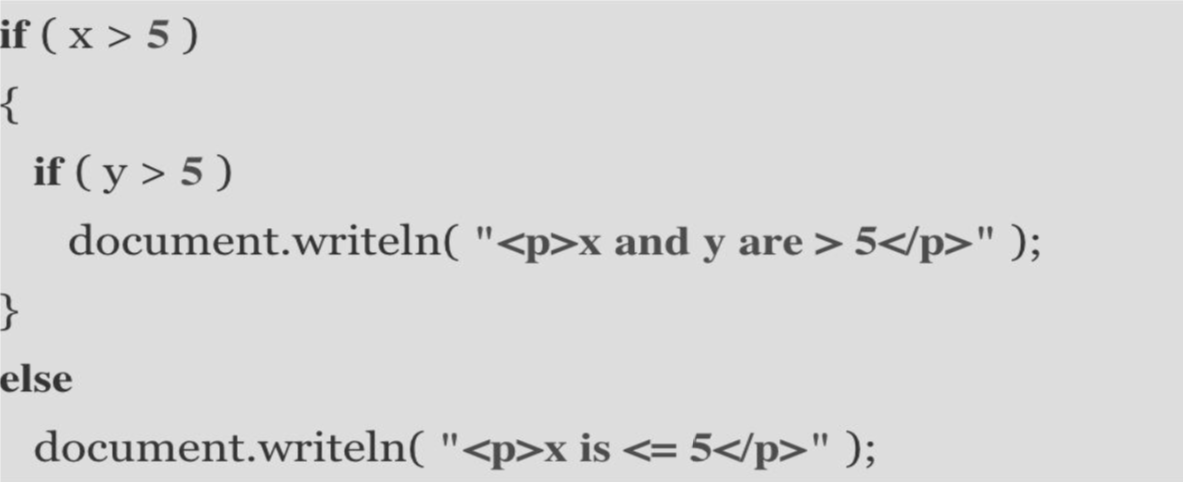 if ( x > 5 )
{
if ( y > 5 )
document.writeln( "<p>x and y are > 5</p>" );
}
else
document.writeln( "<p>x is <= 5</p>" );